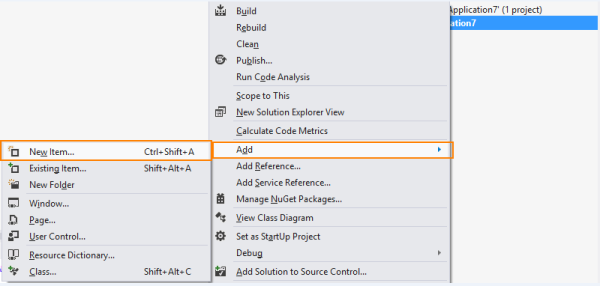 Application7' (1 project)
ation7
Build
Rebuild
Clean
Publish...
Run Code Analysis
Scope to This
New Solution Explorer View
Calculate Code Metrics
Add
Add Reference...
Add Service Reference...
Manage NuGet Packages...
View Class Diagram
Set as StartUp Project
Debug
Add Solution to Source Control...
New Item... Ctrl+Shift+A
Existing Item... Shift+Alt+A
New Folder
Window...
Page...
User Control...
Resource Dictionary...
Class... Shift+Alt+C